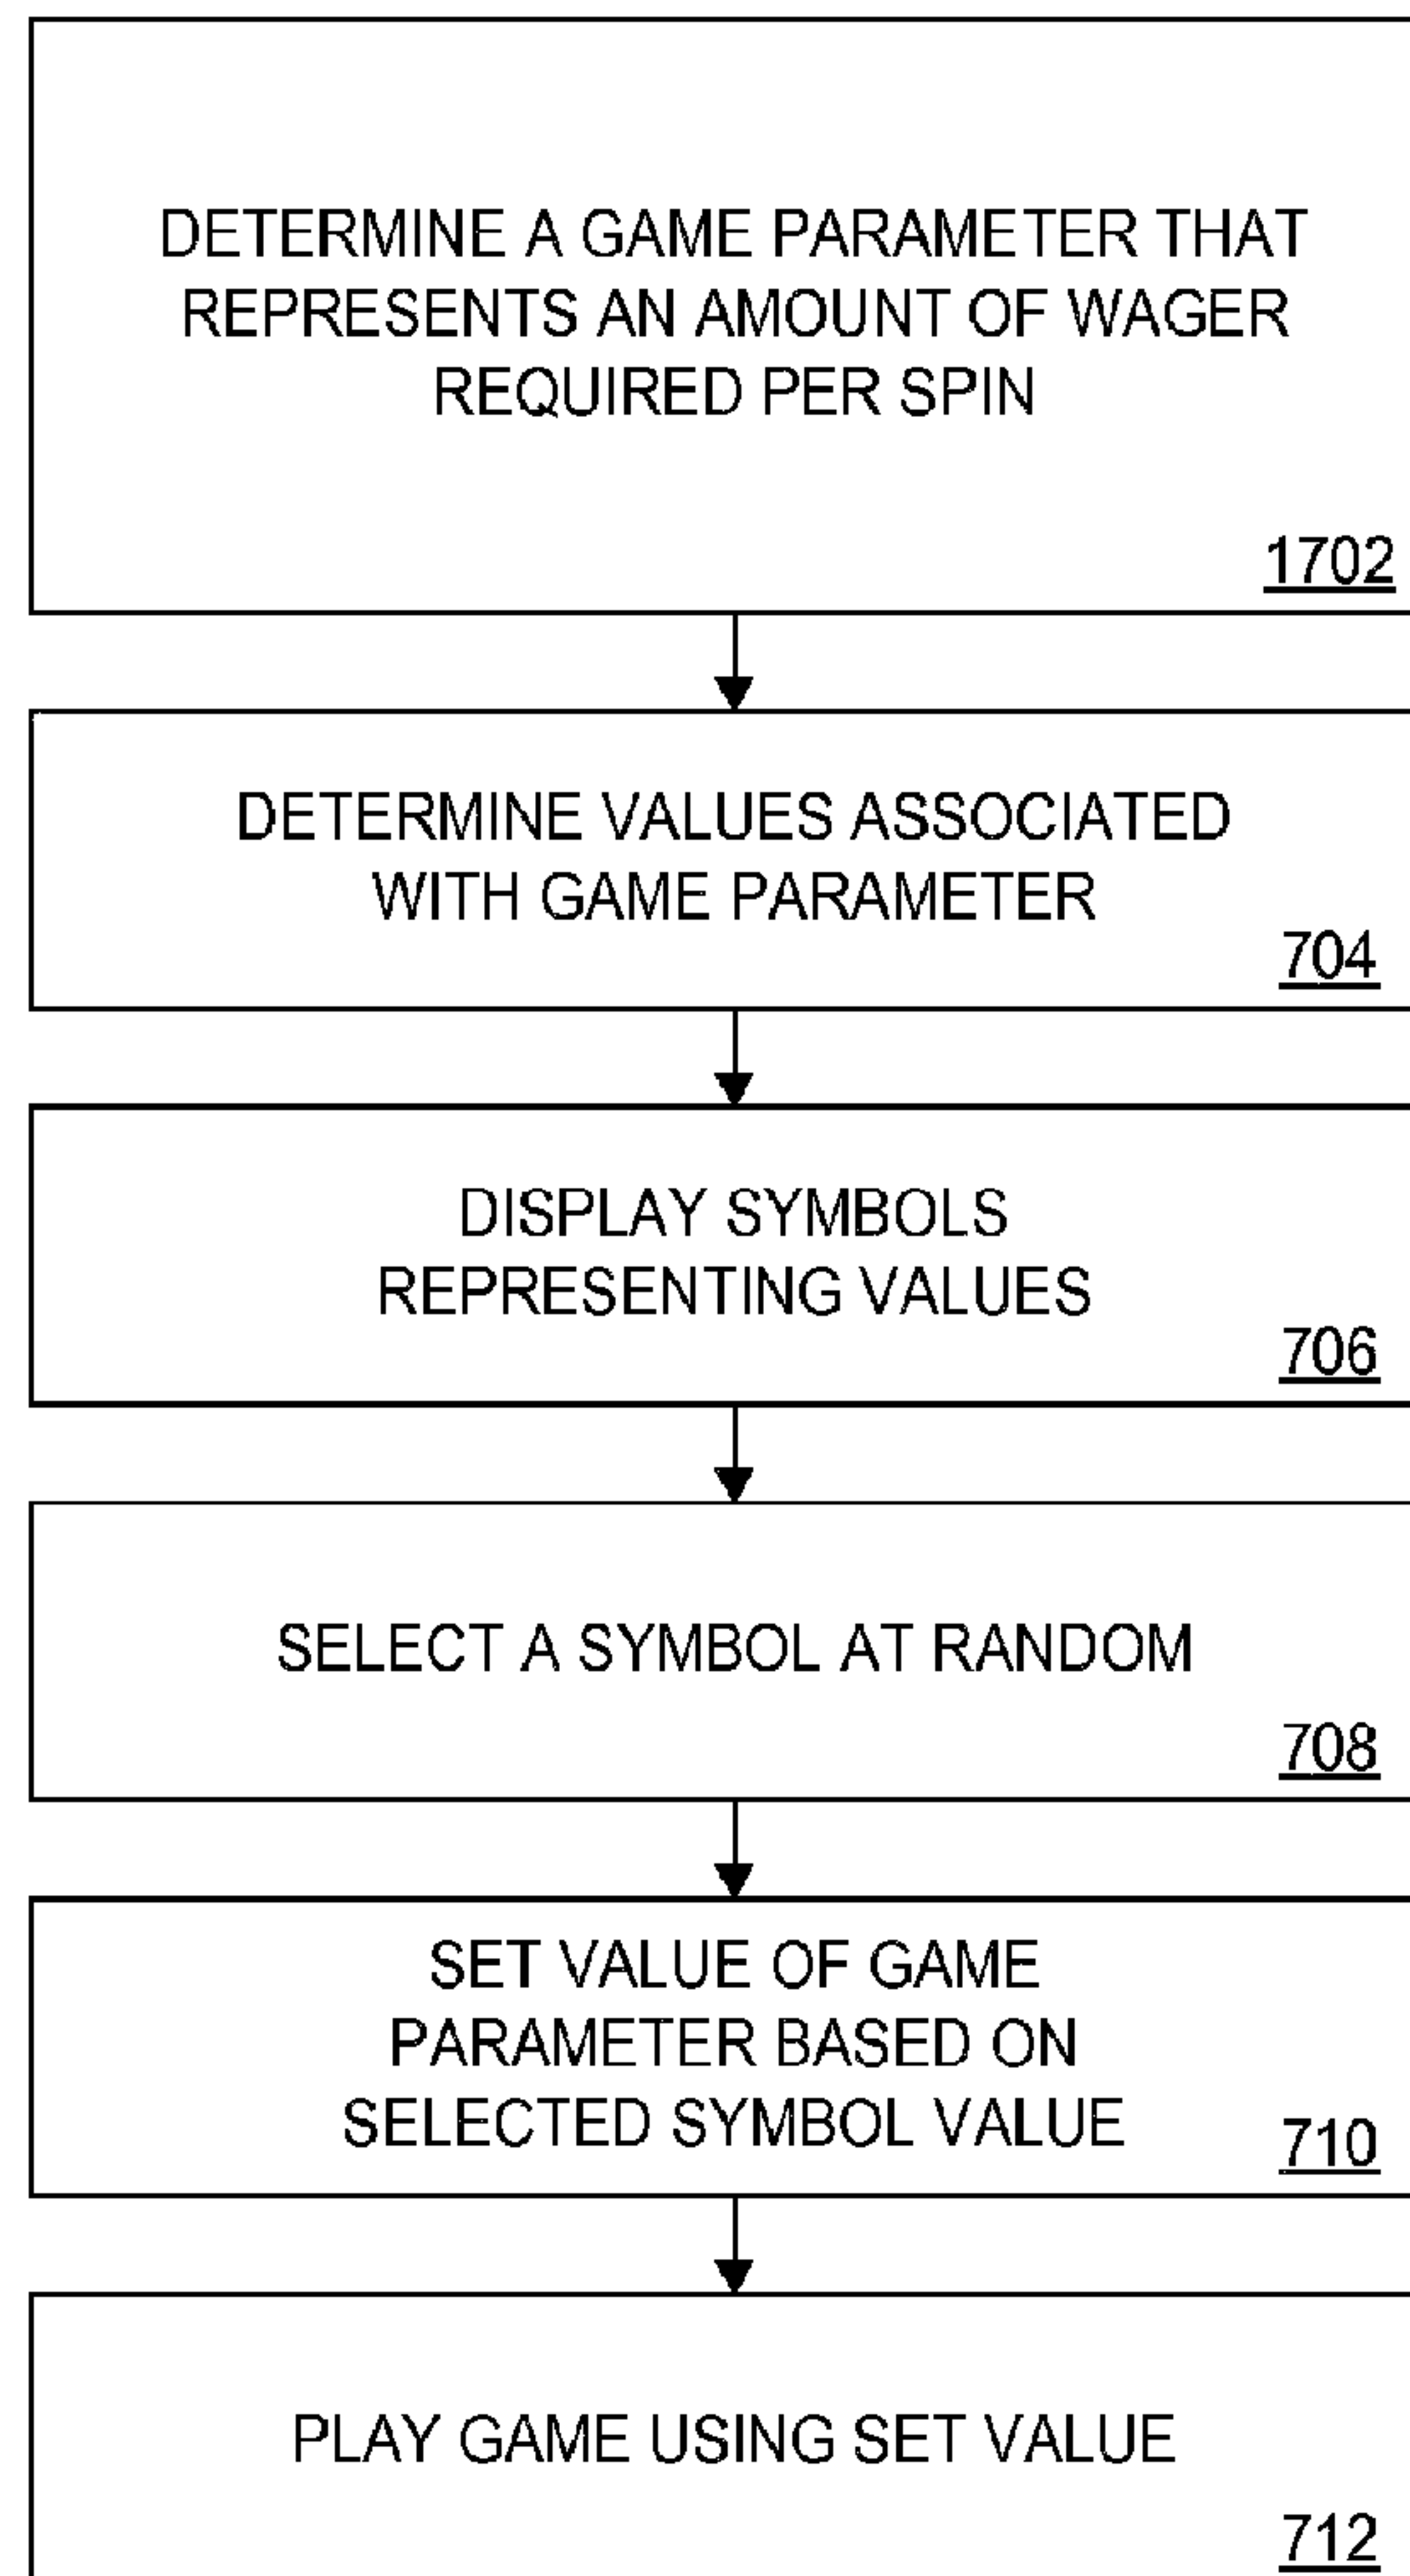 DETERMINE A GAME PARAMETER THAT
REPRESENTS AN AMOUNT OF WAGER
REQUIRED PER SPIN
1702
DETERMINE VALUES ASSOCIATED
WITH GAME PARAMETER
704
DISPLAY SYMBOLS
REPRESENTING VALUES
706
SELECT A SYMBOL AT RANDOM
708
SET VALUE OF GAME
PARAMETER BASED ON
SELECTED SYMBOL VALUE
710
PLAY GAME USING SET VALUE
712